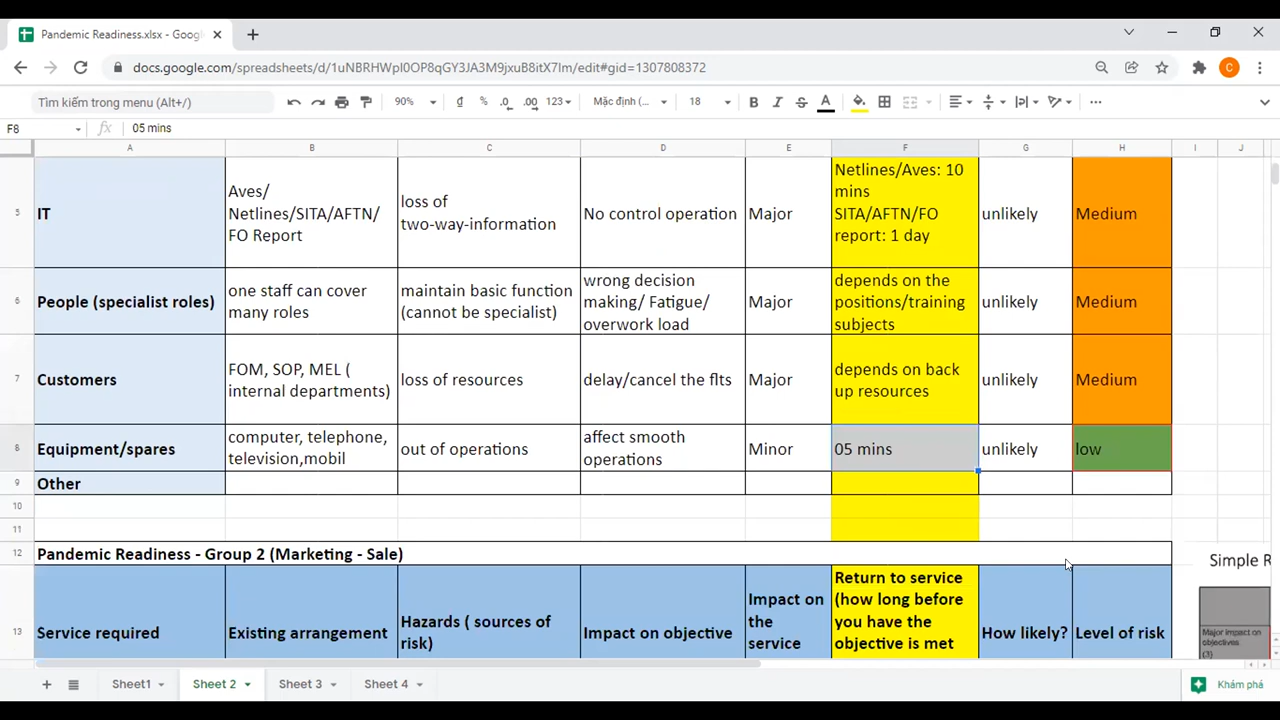 Pandemic Readiness.xlsx - Goog
docs.google.com/spreadsheets/d/1uNBRHWpI0OP8qGY3JA3M9jxuB8itX7Im/edit#gid=1307808372
C
Tìm kiếm trong menu (Alt+/)
90%
₫
%
.0
.00
123
Mặc định (...
18
B
I
S
A
F8
fx
05 mins
A
B
C
D
E
F
G
H
I
J
5
IT
Aves/
Netlines/SITA/AFTN/
FO Report
loss of
two-way-information
No control operation
Major
Netlines/Aves: 10
mins
SITA/AFTN/FO
report: 1 day
unlikely
Medium
6
People (specialist roles)
one staff can cover
many roles
maintain basic function
(cannot be specialist)
wrong decision
making/ Fatigue/
overwork load
Major
depends on the
positions/training
subjects
unlikely
Medium
7
Customers
FOM, SOP, MEL (
internal departments)
loss of resources
delay/cancel the flts
Major
depends on back
up resources
unlikely
Medium
8
Equipment/spares
computer, telephone,
television,mobil
out of operations
affect smooth
operations
Minor
05 mins
unlikely
low
9
Other
10
11
12
Pandemic Readiness - Group 2 (Marketing - Sale)
Simple R
13
Service required
Existing arrangement
Hazards ( sources of
risk)
Impact on objective
Impact on
the
service
Return to service
(how long before
you have the
objective is met
How likely?
Level of risk
Major impact on
objectives
(3)
Sheet1
Sheet 2
Sheet 3
Sheet 4
Khám phá